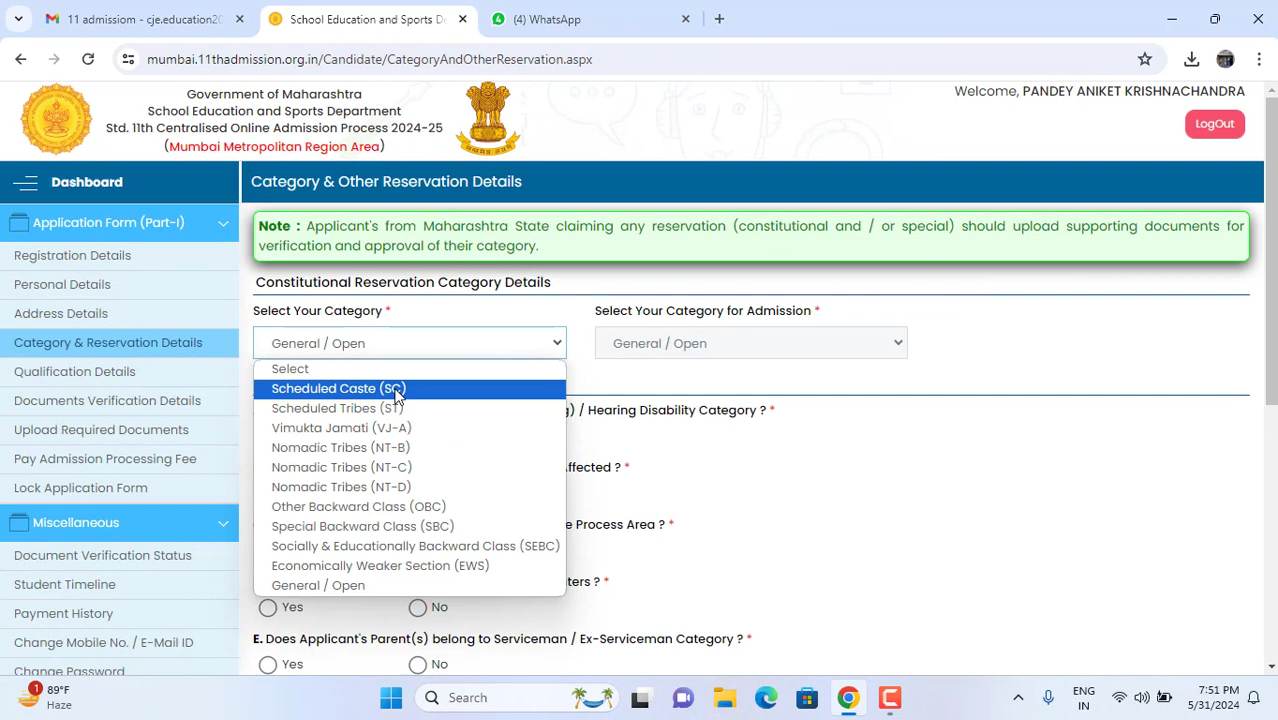 11 admission - cje.education20
School Education and Sports De
(4) WhatsApp
mumbai.11thadmission.org.in/Candidate/CategoryAndOtherReservation.aspx
Government of Maharashtra
School Education and Sports Department
Std. 11th Centralised Online Admission Process 2024-25
(Mumbai Metropolitan Region Area)
Welcome, PANDEY ANIKET KRISHNACHANDRA
LogOut
Dashboard
Application Form (Part-I)
Registration Details
Personal Details
Address Details
Category & Reservation Details
Qualification Details
Documents Verification Details
Upload Required Documents
Pay Admission Processing Fee
Lock Application Form
Miscellaneous
Document Verification Status
Student Timeline
Payment History
Change Mobile No. / E-Mail ID
Change Password
Category & Other Reservation Details
Note : Applicant's from Maharashtra State claiming any reservation (constitutional and / or special) should upload supporting documents for
verification and approval of their category.
Constitutional Reservation Category Details
Select Your Category *
Select Your Category for Admission *
General / Open
General / Open
Select
Scheduled Caste (SC)
Scheduled Tribes (ST)
Vimukta Jamati (VJ-A)
Nomadic Tribes (NT-B)
Nomadic Tribes (NT-C)
Nomadic Tribes (NT-D)
Other Backward Class (OBC)
Special Backward Class (SBC)
Socially & Educationally Backward Class (SEBC)
Economically Weaker Section (EWS)
General / Open
) / Hearing Disability Category ? *
Affected ? *
e Process Area ? *
ters ? *
Yes
No
E. Does Applicant's Parent(s) belong to Serviceman / Ex-Serviceman Category ? *
Yes
No
1
89°F
Haze
Search
ENG
IN
7:51 PM
5/31/2024